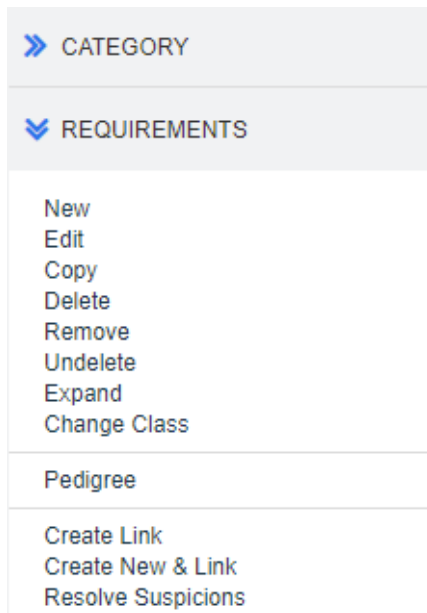 CATEGORY
REQUIREMENTS
New
Edit
Copy
Delete
Remove
Undelete
Expand
Change Class
Pedigree
Create Link
Create New & Link
Resolve Suspicions